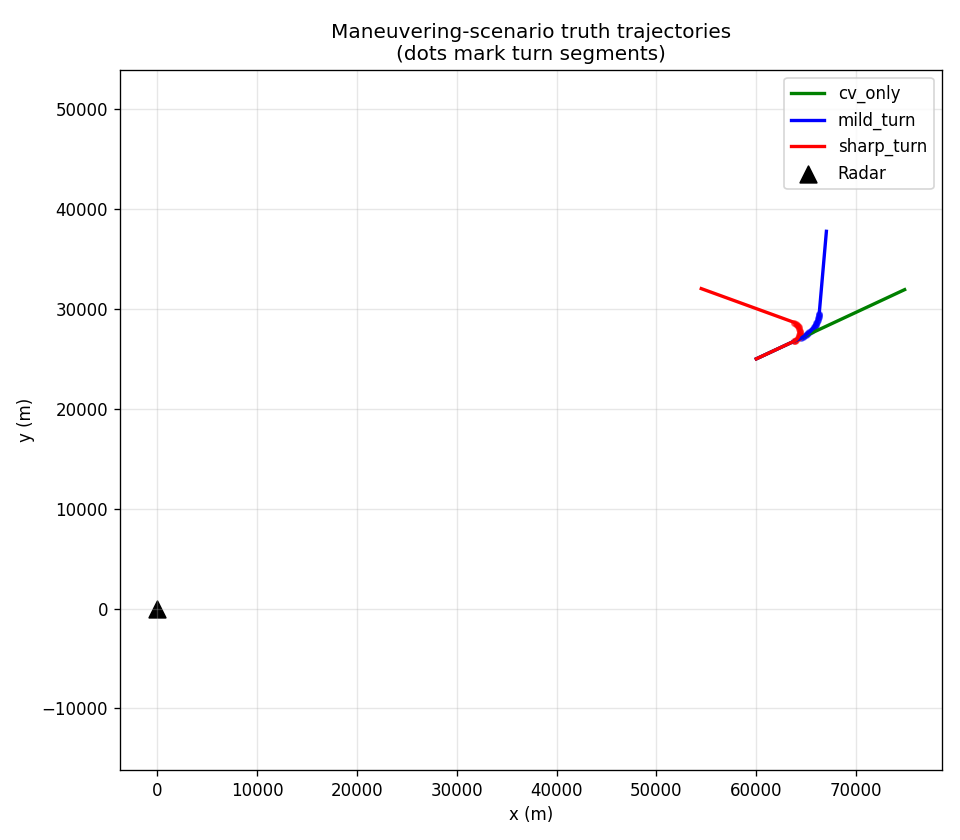 Maneuvering-scenario truth trajectories
(dots mark turn segments)
cv_only
mild_turn
sharp_turn
Radar
50000
40000
30000
20000
10000
0
−10000
y (m)
0
10000
20000
30000
40000
50000
60000
70000
x (m)